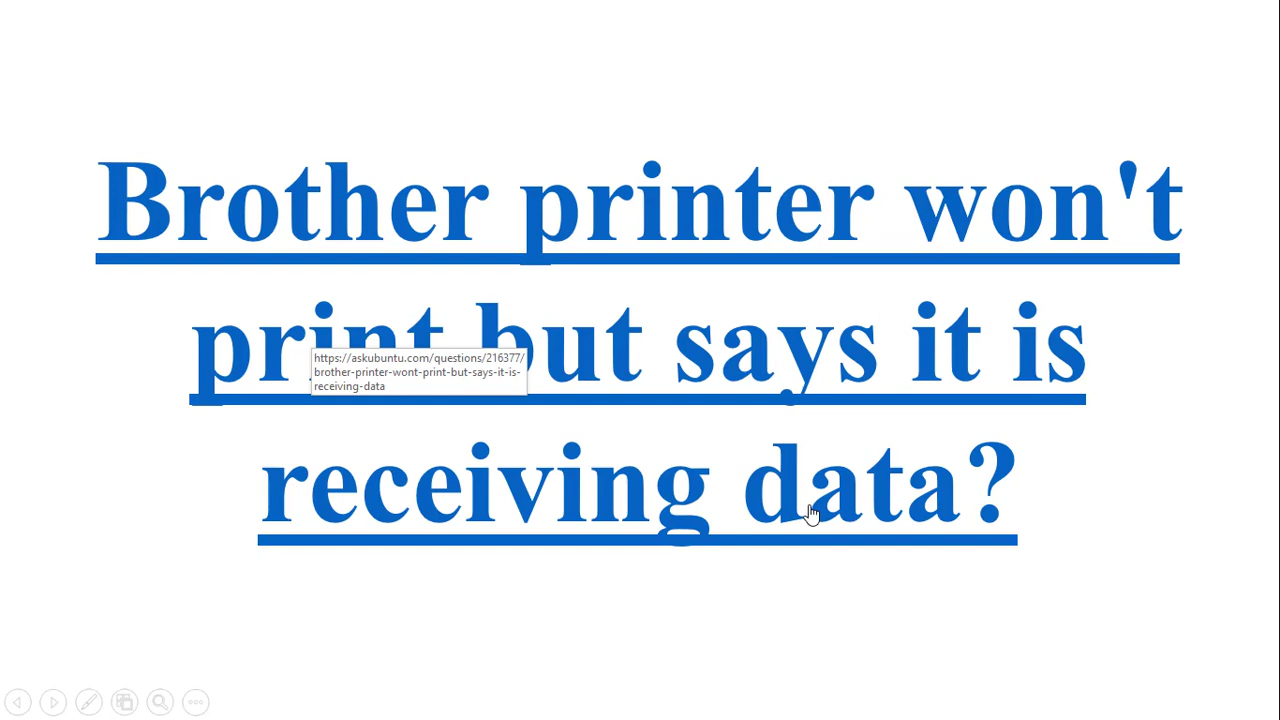 Brother printer won't
print but says it is
https://askubuntu.com/questions/216377/
brother-printer-wont-print-but-says-it-is-
receiving-data
receiving data?